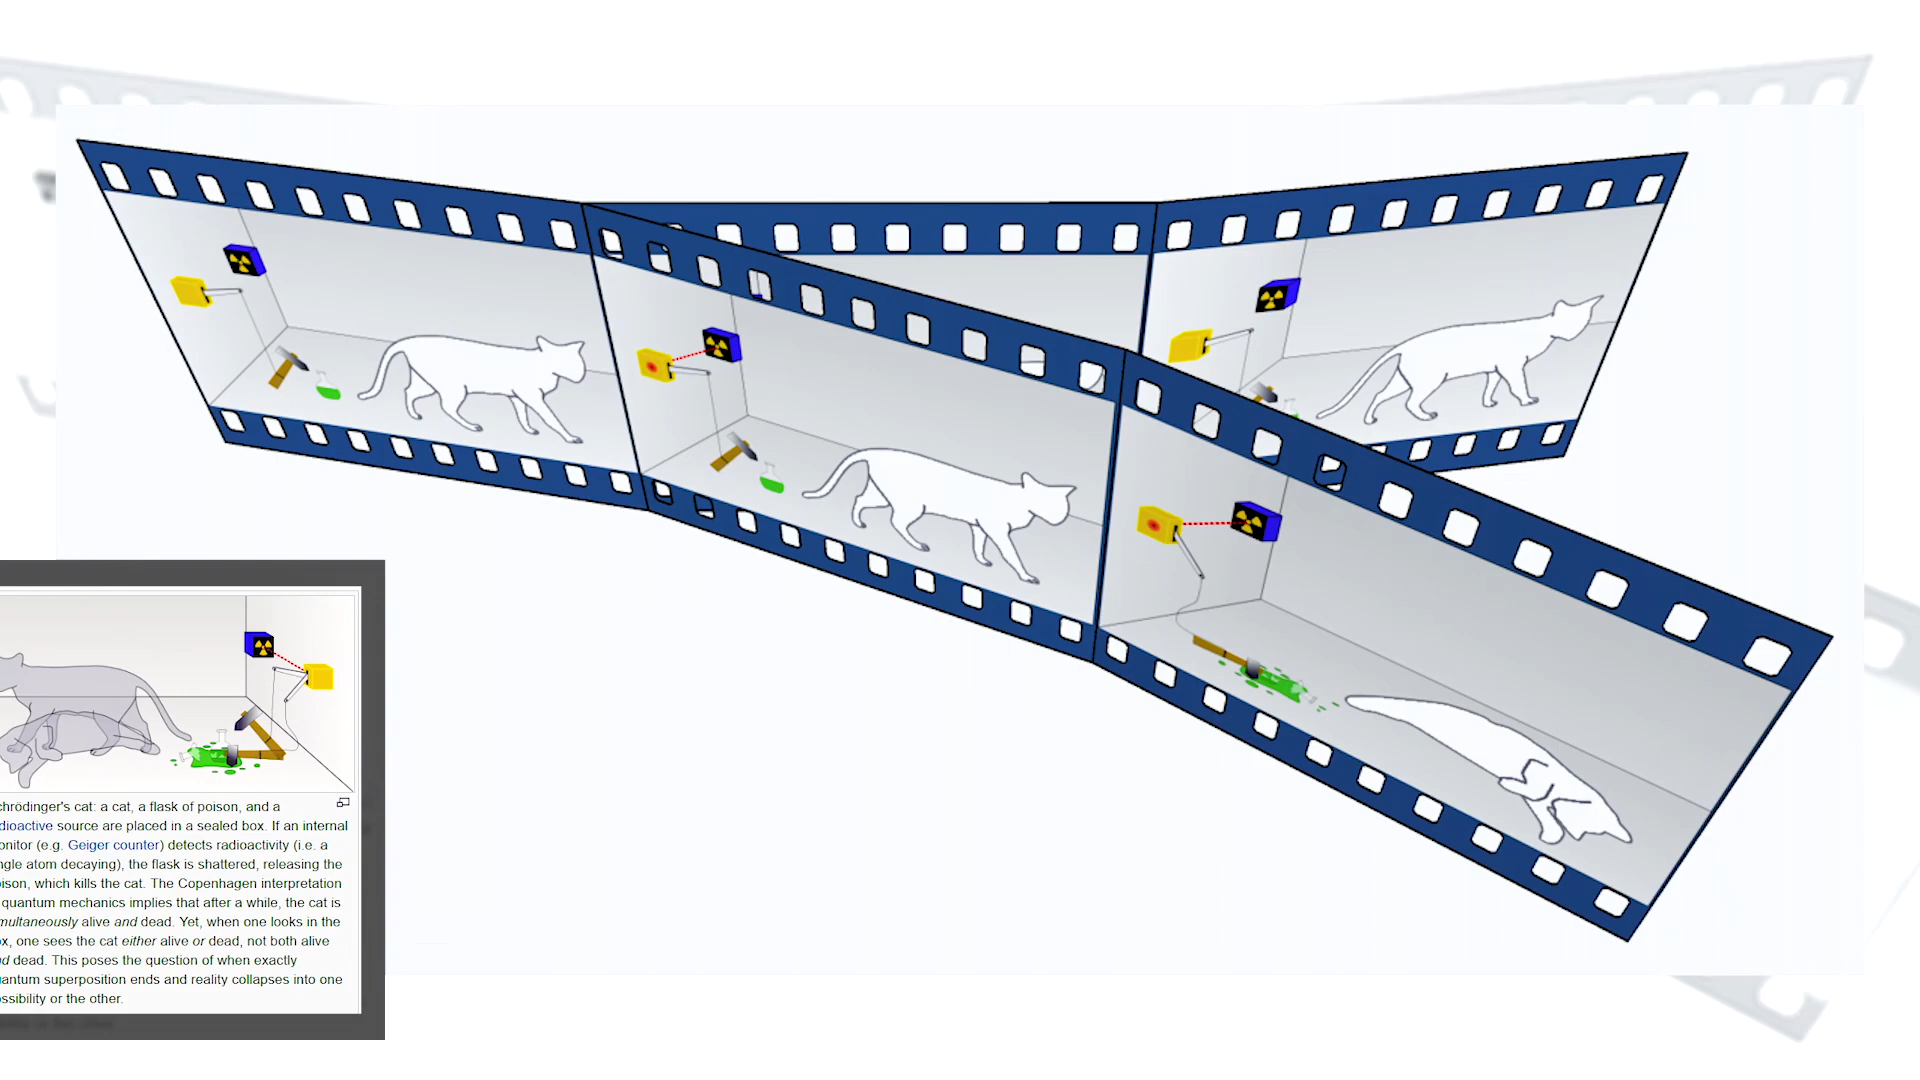 chrödinger's cat: a cat, a flask of poison, and a
dioactive source are placed in a sealed box. If an internal
onitor (e.g. Geiger counter) detects radioactivity (i.e. a
ngle atom decaying), the flask is shattered, releasing the
ison, which kills the cat. The Copenhagen interpretation
quantum mechanics implies that after a while, the cat is
multaneously alive and dead. Yet, when one looks in the
x, one sees the cat either alive or dead, not both alive
d dead. This poses the question of when exactly
antum superposition ends and reality collapses into one
ssibility or the other.